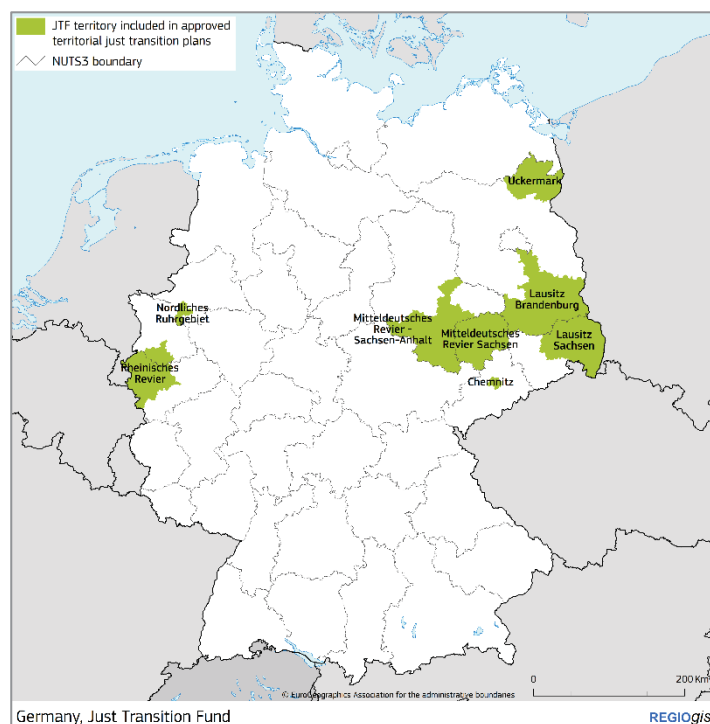 JTF territory included in approved
territorial just transition plans
NUTS3 boundary
Uckermark
Lausitz
Brandenburg
Nördliches
Ruhrgebiet
Mitteldeutsches
Revier -
Sachsen-Anhalt
Mitteldeutsches
Revier Sachsen
Lausitz
Sachsen
Rheinisches
Revier
Chemnitz
0 200 Km
© EuroGeographics Association for the administrative boundaries
Germany, Just Transition Fund
REGIOgis